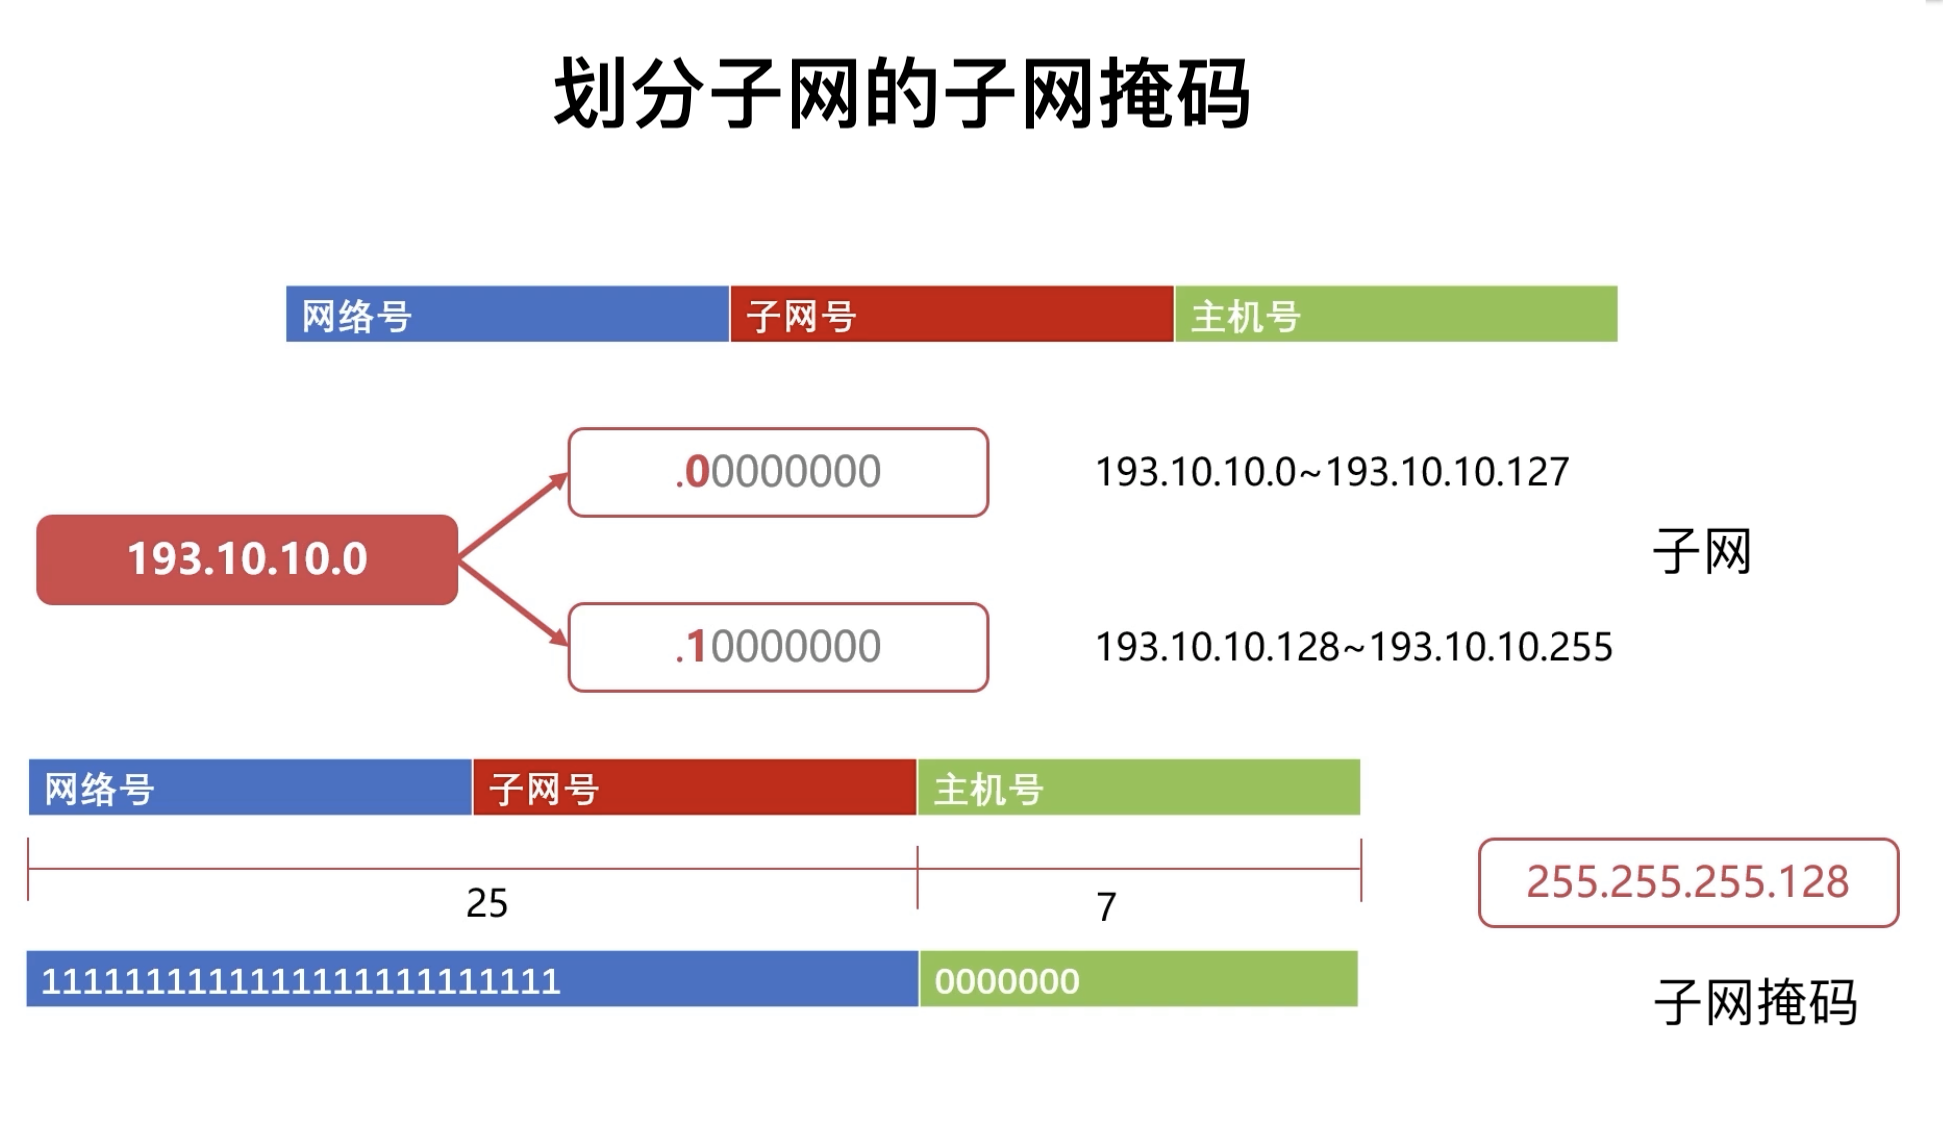 划分子网的子网掩码
网络号 子网号 主机号
.00000000 193.10.10.0~193.10.10.127
193.10.10.0
子网
.10000000 193.10.10.128~193.10.10.255
网络号 子网号 主机号
25 7
255.255.255.128
1111111111111111111111111 0000000
子网掩码